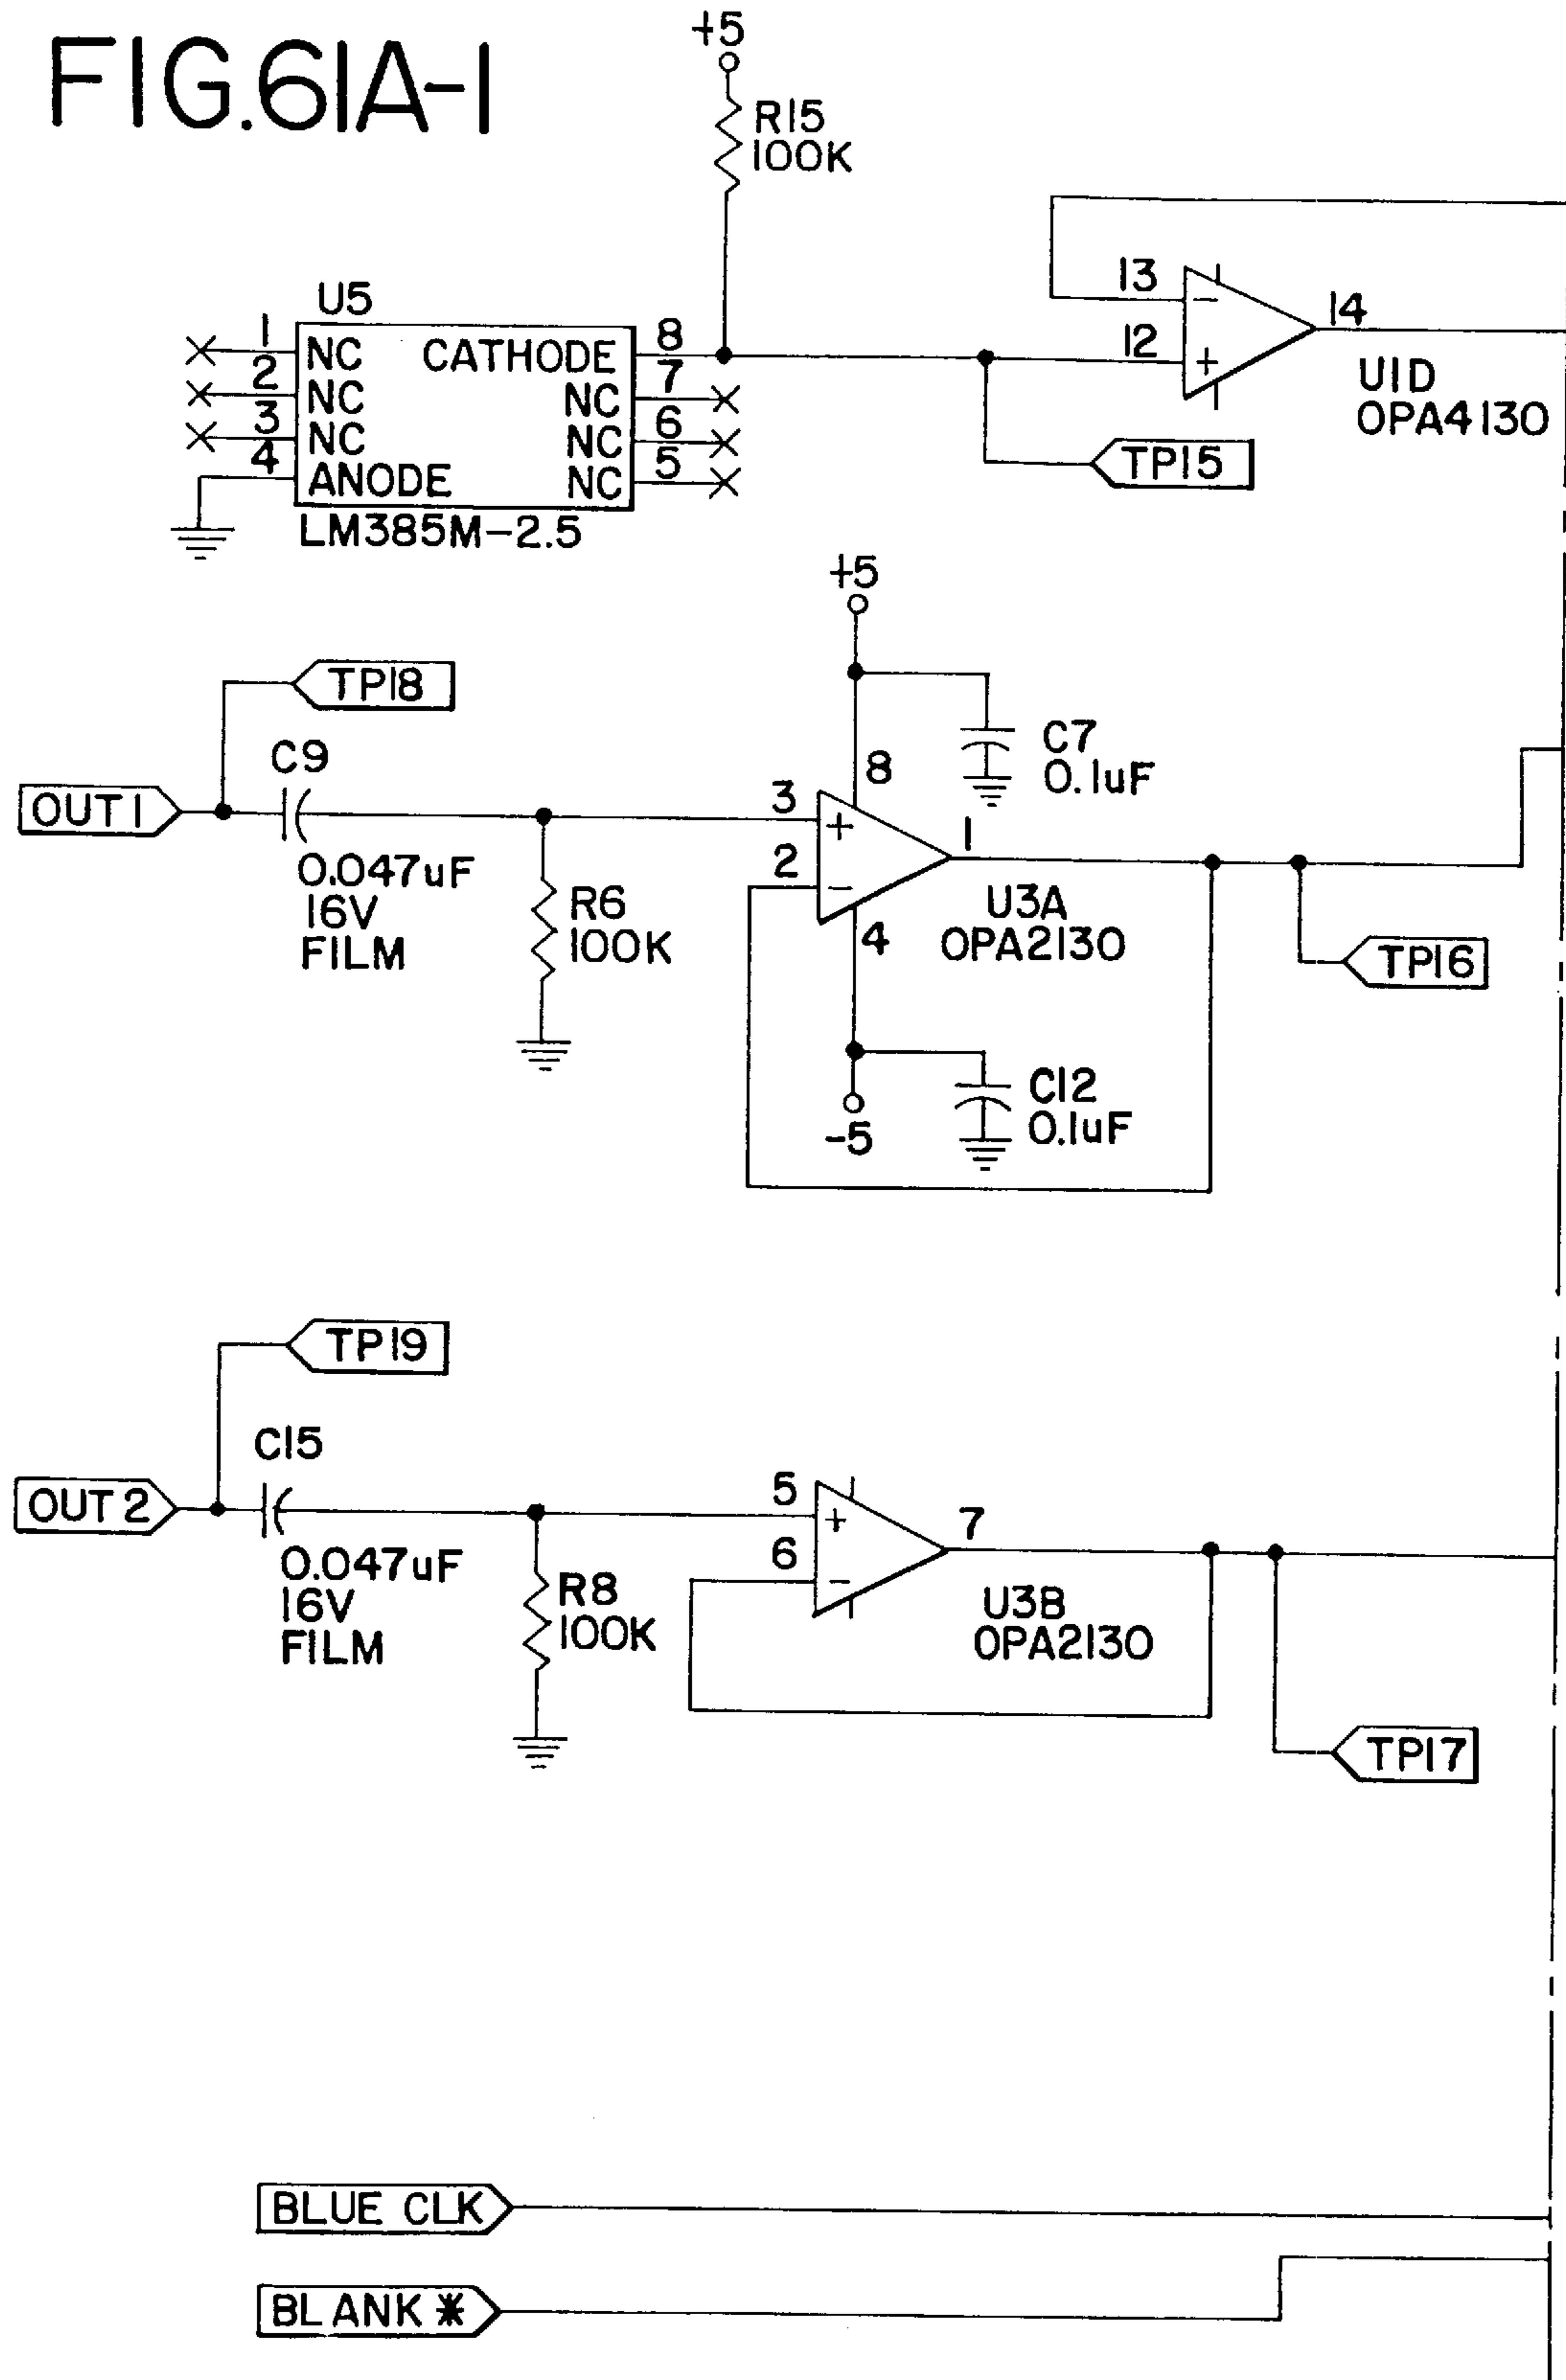 FIG.61A-1
+5
R15
100K
U5
1 NC CATHODE 8
2 NC NC 7
3 NC NC 6
4 ANODE NC 5
LM385M-2.5
13 -
12 +
14
U1D
OPA4130
TP15
+5
TP18
C9
C7
0.1uF
8
OUT1
3 +
2 -
1
0.047uF
16V
FILM
R6
100K
U3A
OPA2130
4
TP16
C12
0.1uF
-5
TP19
C15
OUT 2
5 +
6 -
7
0.047uF
16V
FILM
R8
100K
U3B
OPA2130
TP17
BLUE CLK
BLANK *